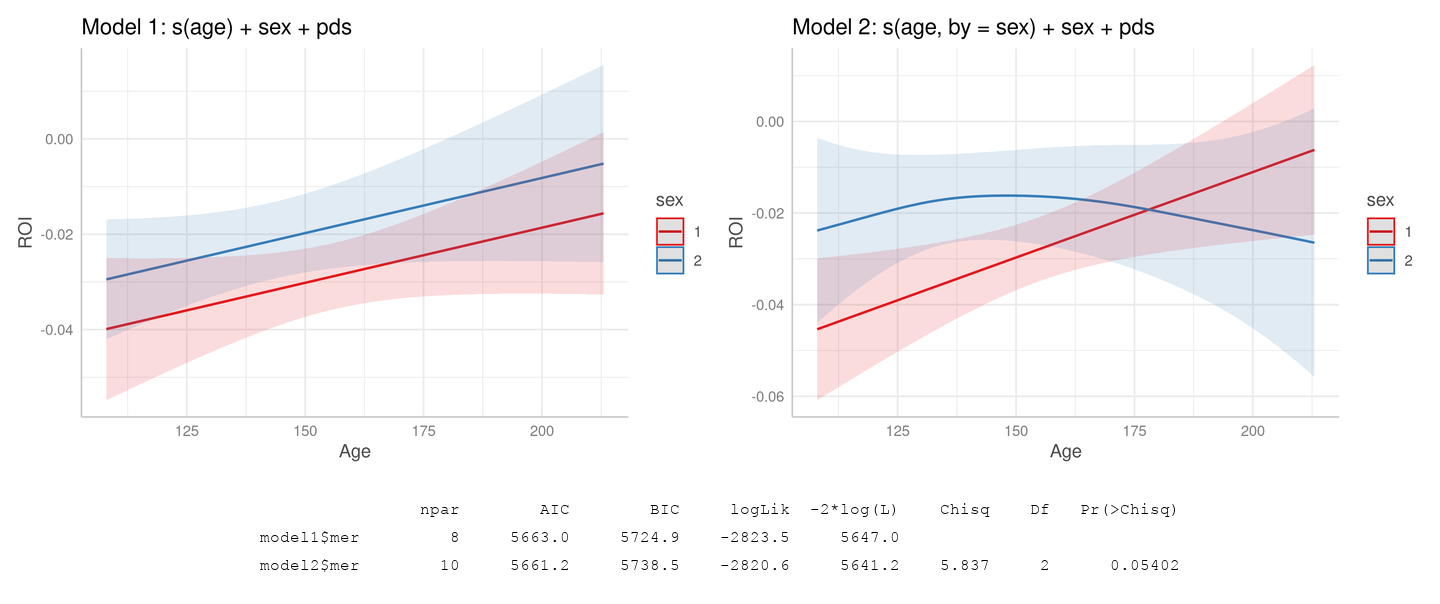 Model 1: s(age) + sex + pds
0.00
-0.02
-0.04
ROI
125 150 175 200
Age
sex
1
2
Model 2: s(age, by = sex) + sex + pds
0.00
-0.02
-0.04
-0.06
ROI
125 150 175 200
Age
sex
1
2
npar AIC BIC logLik -2*log(L) Chisq Df Pr(>Chisq)
model1$mer 8 5663.0 5724.9 -2823.5 5647.0
model2$mer 10 5661.2 5738.5 -2820.6 5641.2 5.837 2 0.05402